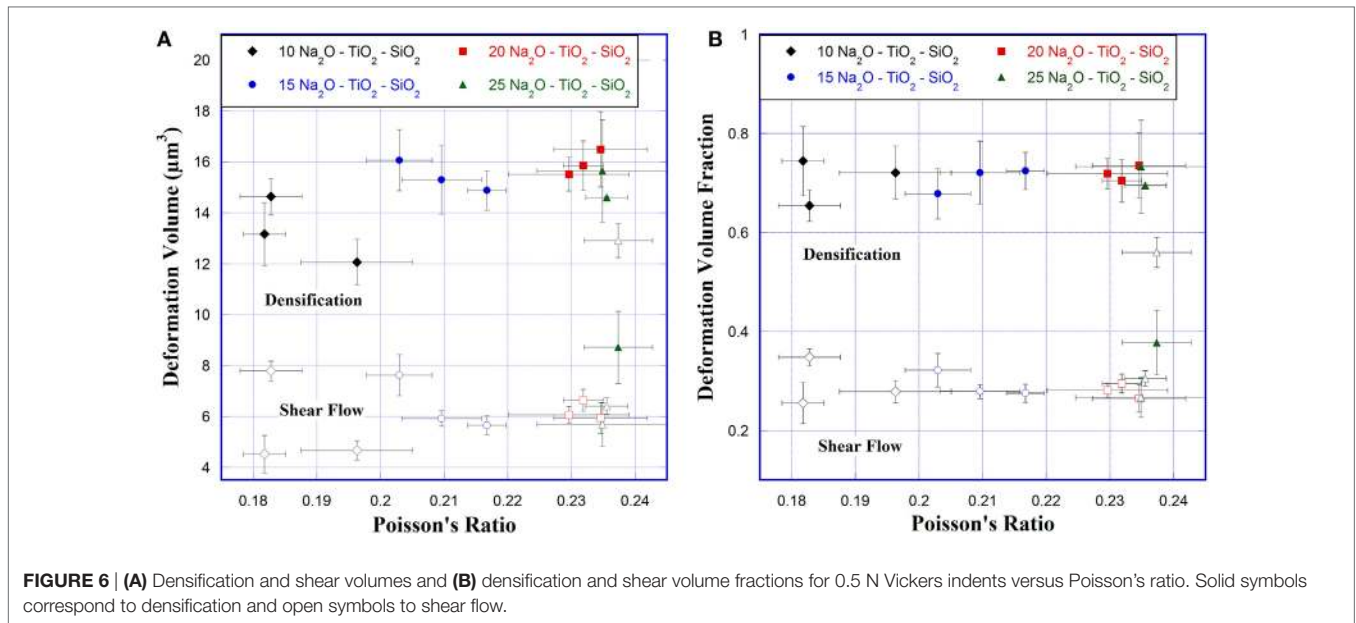 A
10 Na₂O - TiO₂ - SiO₂
15 Na₂O - TiO₂ - SiO₂
20 Na₂O - TiO₂ - SiO₂
25 Na₂O - TiO₂ - SiO₂
Deformation Volume (µm³)
20
18
16
14
12
10
8
6
4
Densification
Shear Flow
0.18 0.19 0.2 0.21 0.22 0.23 0.24
Poisson's Ratio
B
10 Na₂O - TiO₂ - SiO₂
15 Na₂O - TiO₂ - SiO₂
20 Na₂O - TiO₂ - SiO₂
25 Na₂O - TiO₂ - SiO₂
Deformation Volume Fraction
1
0.8
0.6
0.4
0.2
Densification
Shear Flow
0.18 0.19 0.2 0.21 0.22 0.23 0.24
Poisson's Ratio
FIGURE 6 | (A) Densification and shear volumes and (B) densification and shear volume fractions for 0.5 N Vickers indents versus Poisson's ratio. Solid symbols
correspond to densification and open symbols to shear flow.